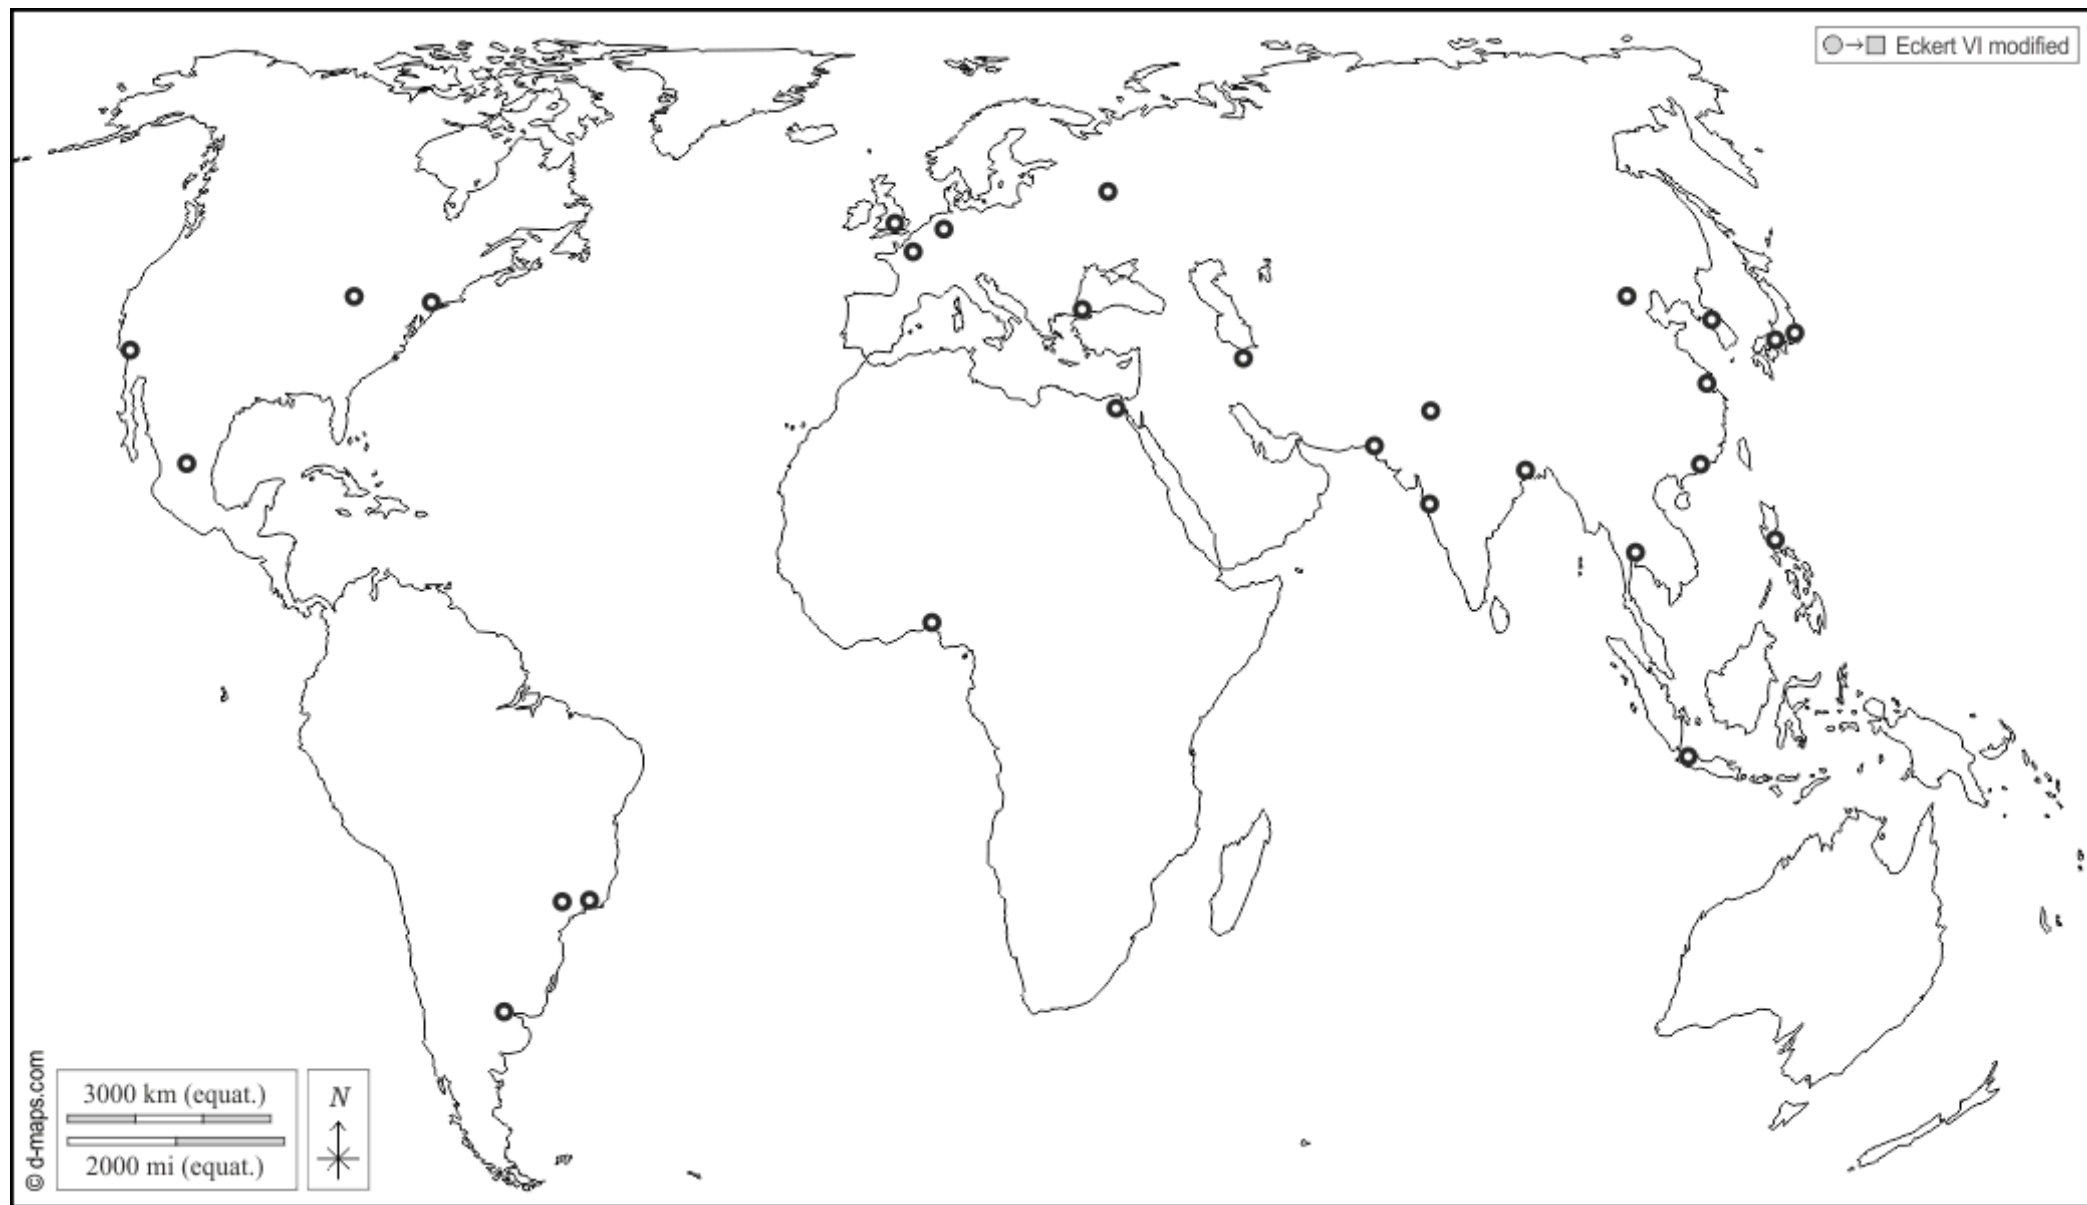 Eckert VI modified
3000 km (equat.)
2000 mi (equat.)
N
© d-maps.com